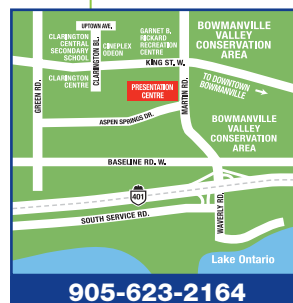 UPTOWN AVE.
CLARINGTON
CENTRAL
SECONDARY
SCHOOL
CLARINGTON BL.
CINEPLEX
ODEON
GARNET B.
RICKARD
RECREATION
CENTRE
BOWMANVILLE
VALLEY
CONSERVATION
AREA
KING ST. W.
TO DOWNTOWN
BOWMANVILLE
GREEN RD.
CLARINGTON
CENTRE
PRESENTATION
CENTRE
MARTIN RD.
ASPEN SPRINGS DR.
BOWMANVILLE
VALLEY
CONSERVATION
AREA
BASELINE RD. W.
401
SOUTH SERVICE RD.
WAVERLY RD.
Lake Ontario
905-623-2164